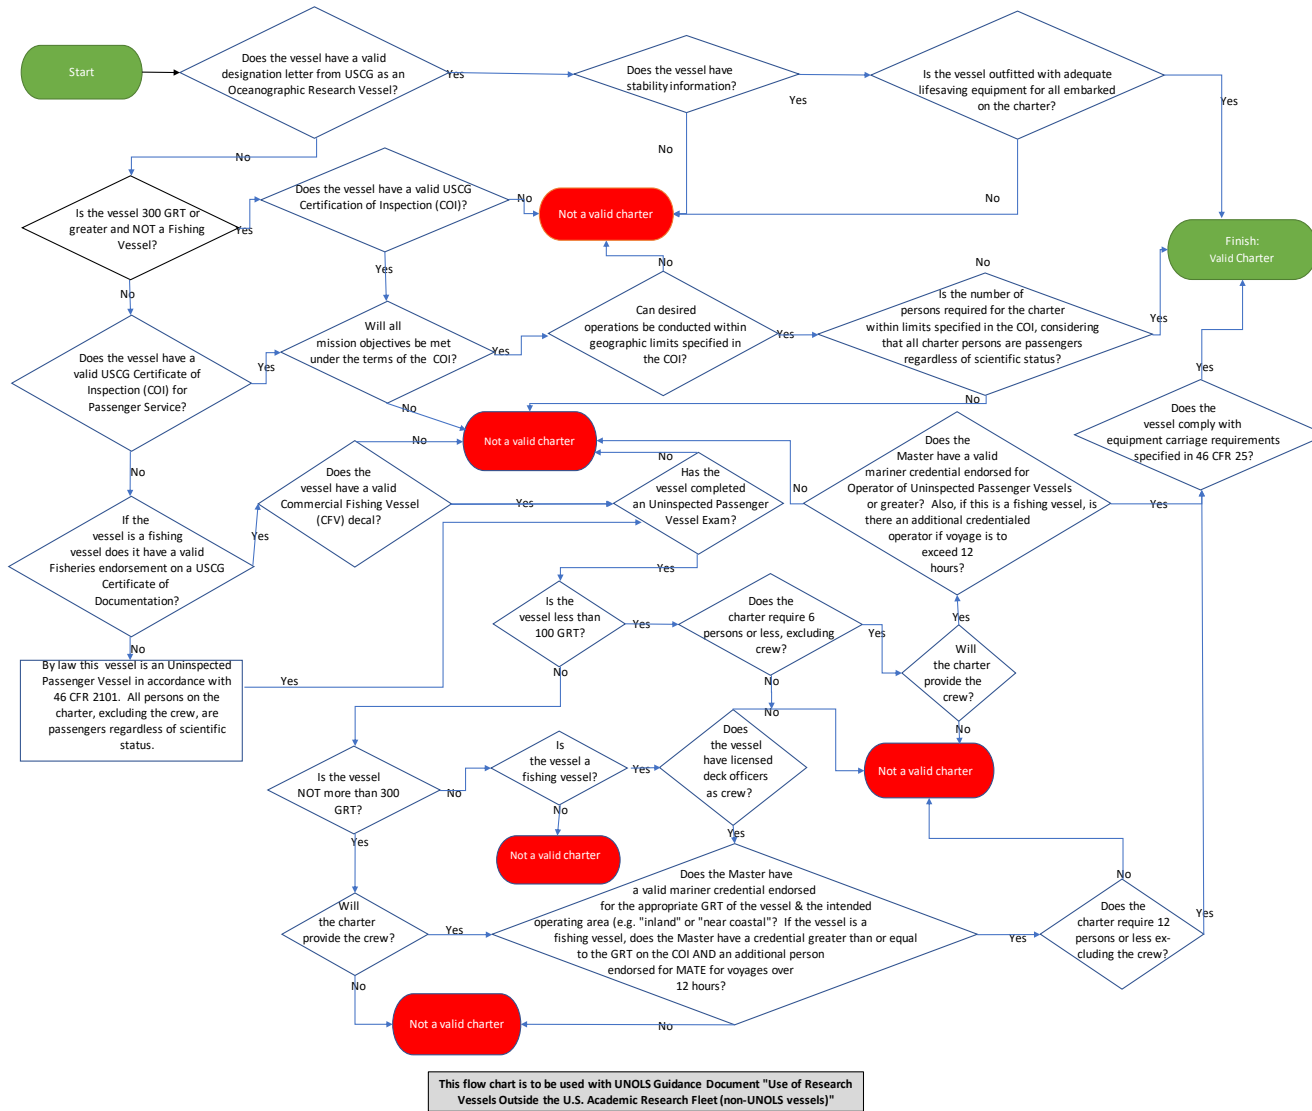 Start
Does the vessel have a valid
designation letter from USCG as an
Oceanographic Research Vessel?
Yes
Does the vessel have
stability information?
Yes
Is the vessel outfitted with adequate
lifesaving equipment for all embarked
on the charter?
Yes
No
No
No
Is the vessel 300 GRT or
greater and NOT a Fishing
Vessel?
Yes
Does the vessel have a valid USCG
Certification of Inspection (COI)?
No
Not a valid charter
Finish:
Valid Charter
No
Yes
No
No
Does the vessel have a
valid USCG Certificate of
Inspection (COI) for
Passenger Service?
Yes
Will all
mission objectives be met
under the terms of the COI?
Yes
Can desired
operations be conducted within
geographic limits specified in
the COI?
Yes
Is the number of
persons required for the charter
within limits specified in the COI, considering
that all charter persons are passengers
regardless of scientific status?
Yes
No
No
Yes
No
Not a valid charter
No
No
Does the
vessel comply with
equipment carriage requirements
specified in 46 CFR 25?
If the
vessel is a fishing
vessel does it have a valid
Fisheries endorsement on a USCG
Certificate of
Documentation?
Yes
Does the
vessel have a valid
Commercial Fishing Vessel
(CFV) decal?
Yes
Has the
vessel completed
an Uninspected Passenger
Vessel Exam?
No
Does the
Master have a valid
mariner credential endorsed for
Operator of Uninspected Passenger Vessels
or greater? Also, if this is a fishing vessel, is
there an additional credentialed
operator if voyage is to
exceed 12
hours?
Yes
Yes
No
By law this vessel is an Uninspected
Passenger Vessel in accordance with
46 CFR 2101. All persons on the
charter, excluding the crew, are
passengers regardless of scientific
status.
Yes
Is the
vessel less than
100 GRT?
Yes
Does the
charter require 6
persons or less, excluding
crew?
Yes
Yes
Will
the charter
provide the
crew?
No
No
No
Is the vessel
NOT more than 300
GRT?
No
Is
the vessel a
fishing vessel?
Yes
Does
the vessel
have licensed
deck officers
as crew?
No
Not a valid charter
No
Not a valid charter
Yes
Yes
Will
the charter
provide the crew?
Yes
Does the Master have
a valid mariner credential endorsed
for the appropriate GRT of the vessel & the intended
operating area (e.g. "inland" or "near coastal"? If the vessel is a
fishing vessel, does the Master have a credential greater than or equal
to the GRT on the COI AND an additional person
endorsed for MATE for voyages over
12 hours?
Yes
No
Does the
charter require 12
persons or less ex-
cluding the crew?
Yes
No
Not a valid charter
No
This flow chart is to be used with UNOLS Guidance Document "Use of Research
Vessels Outside the U.S. Academic Research Fleet (non-UNOLS vessels)"